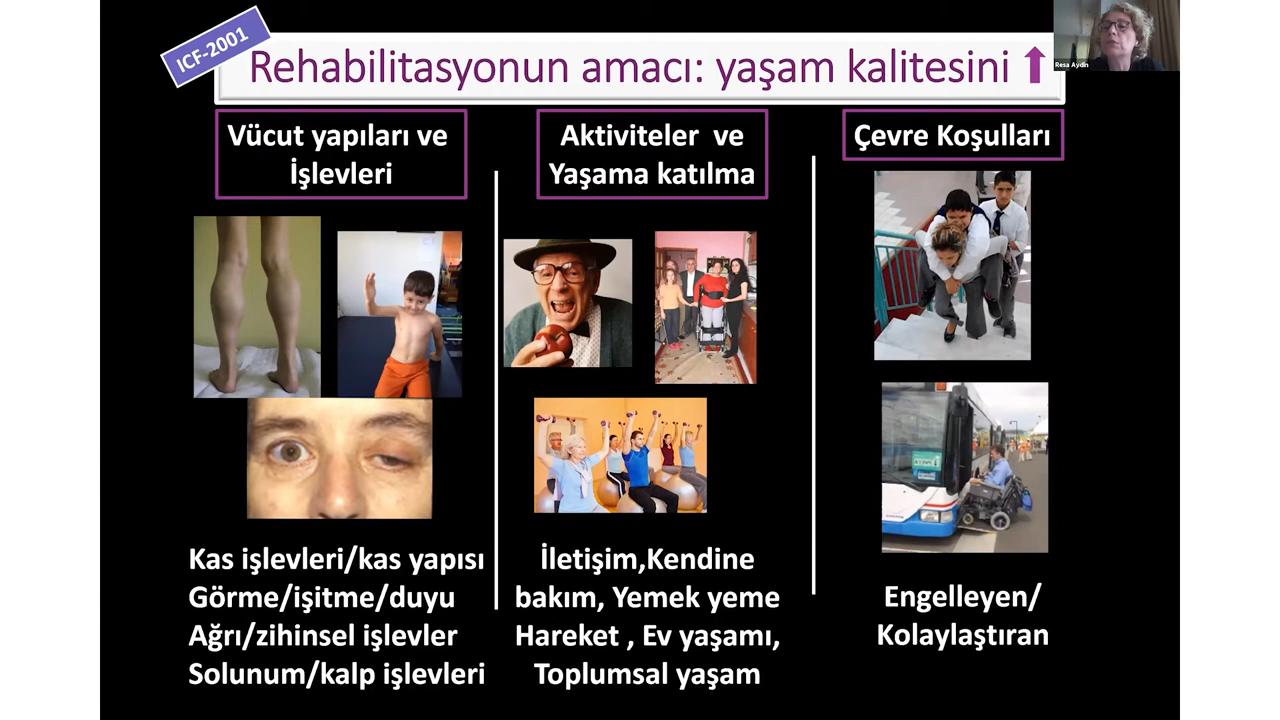 ICF-2001
Rehabilitasyonun amacı: yaşam kalitesini
Resa Aydın
Vücut yapıları ve
İşlevleri
Aktiviteler ve
Yaşama katılma
Çevre Koşulları
Kas işlevleri/kas yapısı
Görme/işitme/duyu
Ağrı/zihinsel işlevler
Solunum/kalp işlevleri
İletişim,Kendine
bakım, Yemek yeme
Hareket , Ev yaşamı,
Toplumsal yaşam
Engelleyen/
Kolaylaştıran